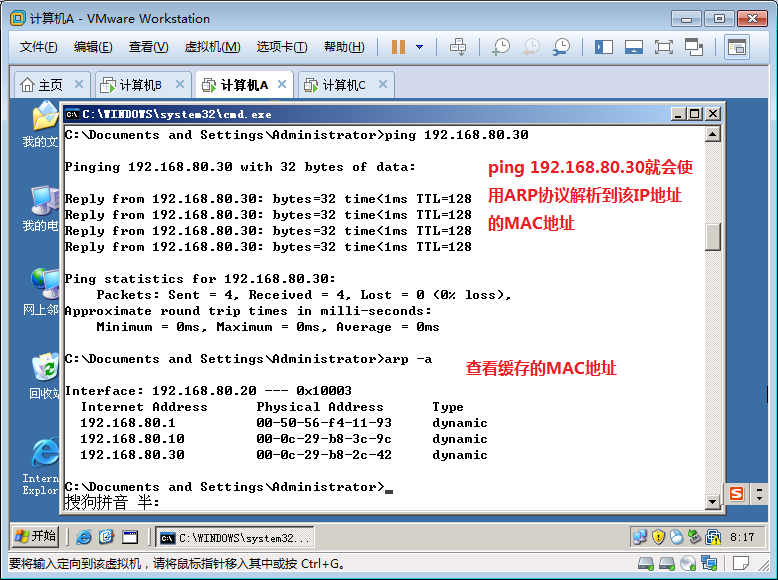 计算机A - VMware Workstation
文件(F) 编辑(E) 查看(V) 虚拟机(M) 选项卡(T) 帮助(H)
主页 计算机B 计算机A 计算机C
C:\WINDOWS\system32\cmd.exe
我的文
我的电
网上邻
回收站
Intern
Explor
C:\Documents and Settings\Administrator>ping 192.168.80.30
Pinging 192.168.80.30 with 32 bytes of data:
Reply from 192.168.80.30: bytes=32 time<1ms TTL=128
Reply from 192.168.80.30: bytes=32 time<1ms TTL=128
Reply from 192.168.80.30: bytes=32 time<1ms TTL=128
Reply from 192.168.80.30: bytes=32 time<1ms TTL=128
ping 192.168.80.30就会使
用ARP协议解析到该IP地址
的MAC地址
Ping statistics for 192.168.80.30:
Packets: Sent = 4, Received = 4, Lost = 0 (0% loss),
Approximate round trip times in milli-seconds:
Minimum = 0ms, Maximum = 0ms, Average = 0ms
C:\Documents and Settings\Administrator>arp -a
查看缓存的MAC地址
Interface: 192.168.80.20 --- 0x10003
Internet Address Physical Address Type
192.168.80.1 00-50-56-f4-11-93 dynamic
192.168.80.10 00-0c-29-b8-3c-9c dynamic
192.168.80.30 00-0c-29-b8-2c-42 dynamic
C:\Documents and Settings\Administrator>_
搜狗拼音 半:
开始 C:\WINDOWS\system32... 8:17
要将输入定向到该虚拟机，请将鼠标指针移入其中或按 Ctrl+G。